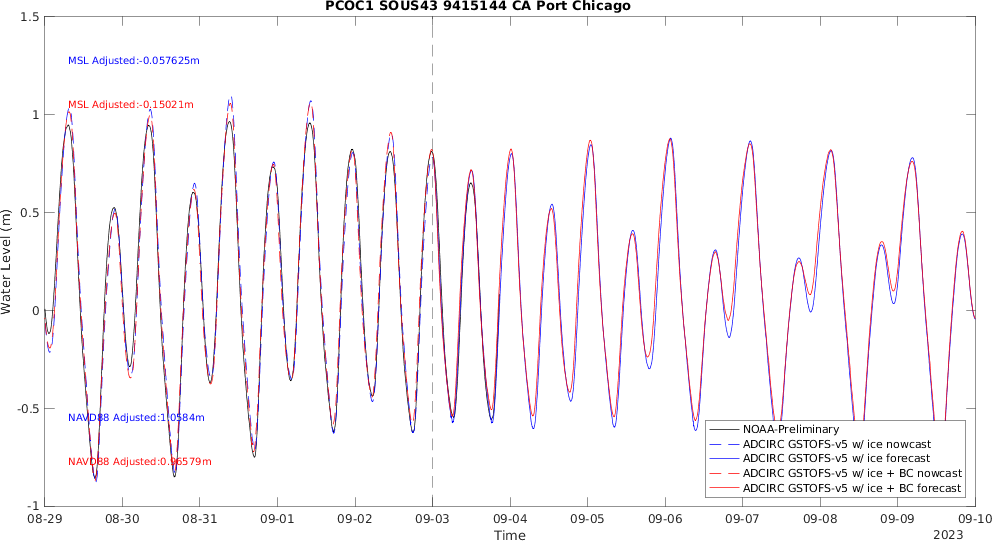 PCOC1 SOUS43 9415144 CA Port Chicago
1.5
MSL Adjusted:-0.057625m
MSL Adjusted:-0.15021m
1
0.5
Water Level (m)
0
-0.5
NAVD88 Adjusted:1.0584m
NAVD88 Adjusted:0.96579m
NOAA-Preliminary
ADCIRC GSTOFS-v5 w/ ice nowcast
ADCIRC GSTOFS-v5 w/ ice forecast
ADCIRC GSTOFS-v5 w/ ice + BC nowcast
ADCIRC GSTOFS-v5 w/ ice + BC forecast
-1
08-29 08-30 08-31 09-01 09-02 09-03 09-04 09-05 09-06 09-07 09-08 09-09 09-10
Time
2023